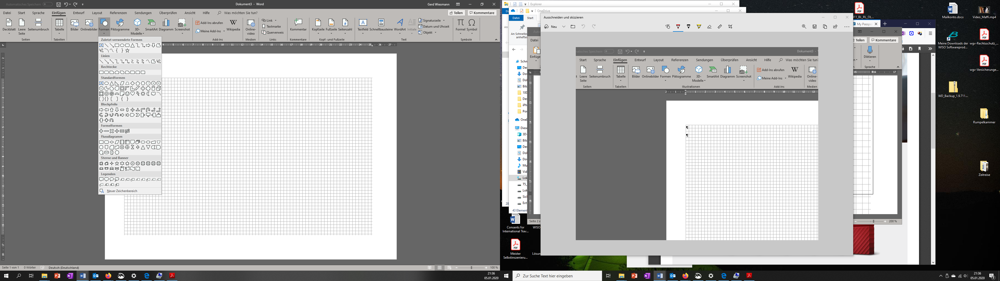 Automatisches Speichern
Dokument3 - Word
Gerd Wiesmann
Datei Start Sprache Einfügen Entwurf Layout Referenzen Sendungen Überprüfen Ansicht Hilfe Was möchten Sie tun?
Teilen Kommentare
Deckblatt Leere Seite Seitenumbruch
Tabelle
Bilder Onlinebilder Formen Piktogramme 3D-Modelle SmartArt Diagramm Screenshot
Add-Ins abrufen
Meine Add-Ins
Wikipedia
Online-video
Link
Textmarke
Querverweis
Kommentar
Kopfzeile Fußzeile Seitenzahl
Textfeld Schnellbausteine WordArt Initiale
Signaturzeile
Datum und Uhrzeit
Objekt
Formel Symbol
Seiten Tabellen Add-Ins Medien Links Kommentare Kopf- und Fußzeile Text Symbole
Zuletzt verwendete Formen
Linien
Rechtecke
Standardformen
Blockpfeile
Formelformen
Flussdiagramm
Sterne und Banner
Legenden
Neuer Zeichenbereich
Seite 1 von 1 0 Wörter Deutsch (Deutschland)
100 %
21:36
05.01.2020
Explorer
OneDrive
Datei Start
Ausschneiden und skizzieren
Neu
An Schnellzu
anheften
Datei
Einfüge
Dokument3 - W
Start Sprache Einfügen Entwurf Layout Referenzen Sendungen Überprüfen Ansicht Hilfe Was möchten Sie tun?
Leere Seite Seitenumbruch
Tabelle
Bilder Onlinebilder Formen Piktogramme 3D-Modelle SmartArt Diagramm Screenshot
Add-Ins abrufen
Meine Add-Ins
Wikipedia
Online-video
Seiten Tabellen Illustrationen Add-Ins Medien
43 Element
Seite 2 v
My Passpo
Teilen Kommentare
Diktieren
Sprache
200 %
Consents for
International Trav...
Meister
Selbstinszenieru...
Mailkonto.docx
Video_Maffi.mp4
Meine Downloads der
WISO Softwareprod...
wgv-Rechtsschutz_...
wgv-Versicherunge...
WD_Backup_1.9.711...
Rumpelkammer
Zeitreise
Zur Suche Text hier eingeben
21:36
05.01.2020